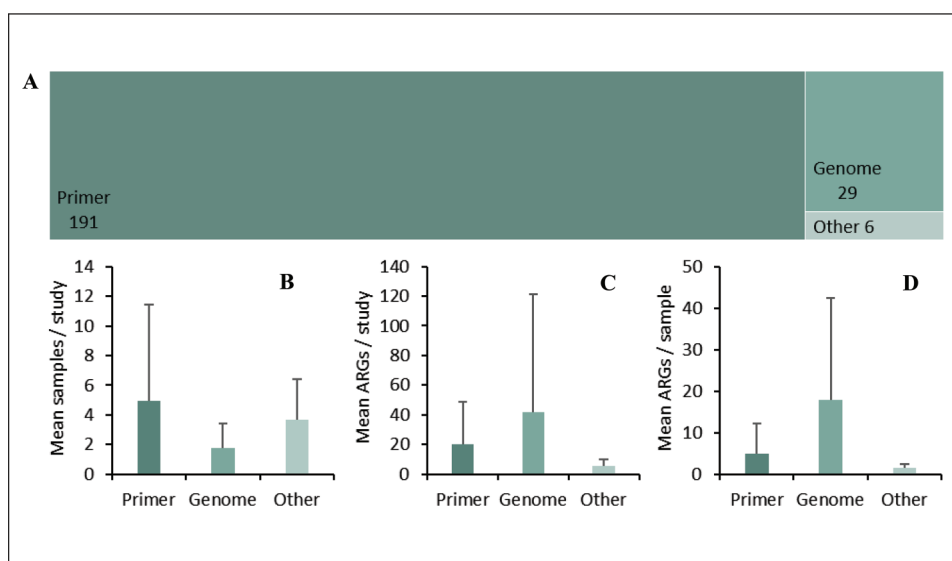 A
Primer
191
Genome
29
Other 6
B
Mean samples / study
14
12
10
8
6
4
2
0
Primer Genome Other
C
Mean ARGs / study
140
120
100
80
60
40
20
0
Primer Genome Other
D
Mean ARGs / sample
50
40
30
20
10
0
Primer Genome Other